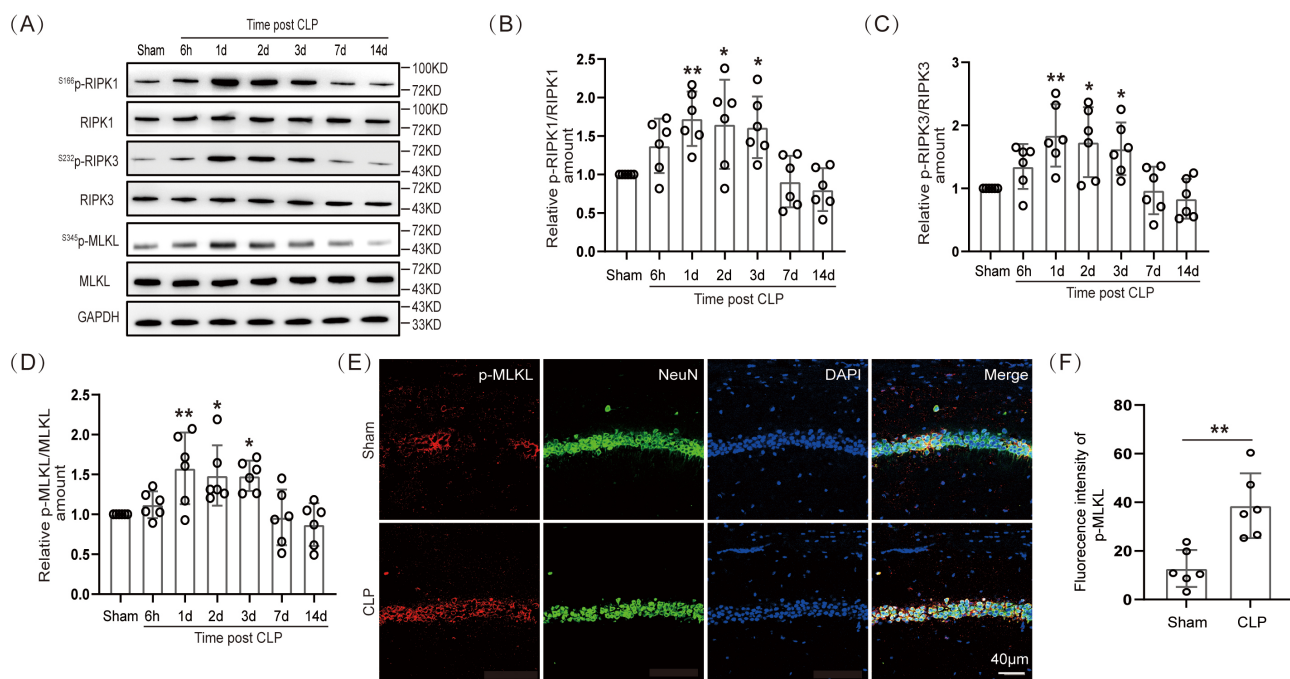 (A)
Time post CLP
Sham 6h 1d 2d 3d 7d 14d
S166p-RIPK1
100KD
72KD
RIPK1
100KD
72KD
S232p-RIPK3
72KD
43KD
RIPK3
72KD
43KD
S345p-MLKL
72KD
43KD
MLKL
72KD
43KD
GAPDH
43KD
33KD
(B)
Relative p-RIPK1/RIPK1
amount
2.5
2.0
1.5
1.0
0.5
0.0
** * *
Sham 6h 1d 2d 3d 7d 14d
Time post CLP
(C)
Relative p-RIPK3/RIPK3
amount
3
2
1
0
** * *
Sham 6h 1d 2d 3d 7d 14d
Time post CLP
(D)
Relative p-MLKL/MLKL
amount
2.5
2.0
1.5
1.0
0.5
0.0
** * *
Sham 6h 1d 2d 3d 7d 14d
Time post CLP
(E)
p-MLKL NeuN DAPI Merge
Sham
CLP
40μm
(F)
Fluorecence intensity of
p-MLKL
80
60
40
20
0
**
Sham CLP